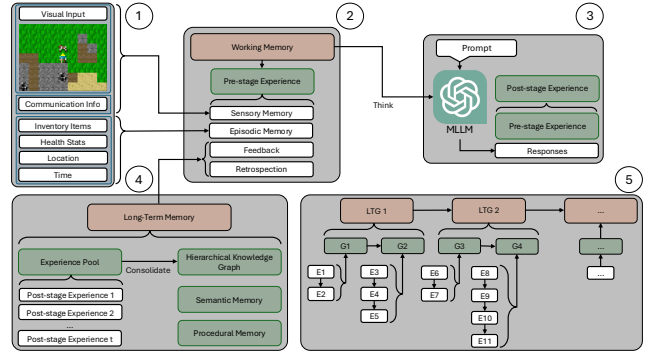 1
Visual Input
Communication Info
Inventory Items
Health Stats
Location
Time
2
Working Memory
Pre-stage Experience
Sensory Memory
Episodic Memory
Feedback
Retrospection
Think
3
Prompt
MLLM
Post-stage Experience
Pre-stage Experience
Responses
4
Long-Term Memory
Experience Pool
Consolidate
Hierarchical Knowledge
Graph
Post-stage Experience 1
Post-stage Experience 2
...
Post-stage Experience t
Semantic Memory
Procedural Memory
5
LTG 1
LTG 2
...
G1
G2
G3
G4
...
E1
E2
E3
E4
E5
E6
E7
E8
E9
E10
E11
...